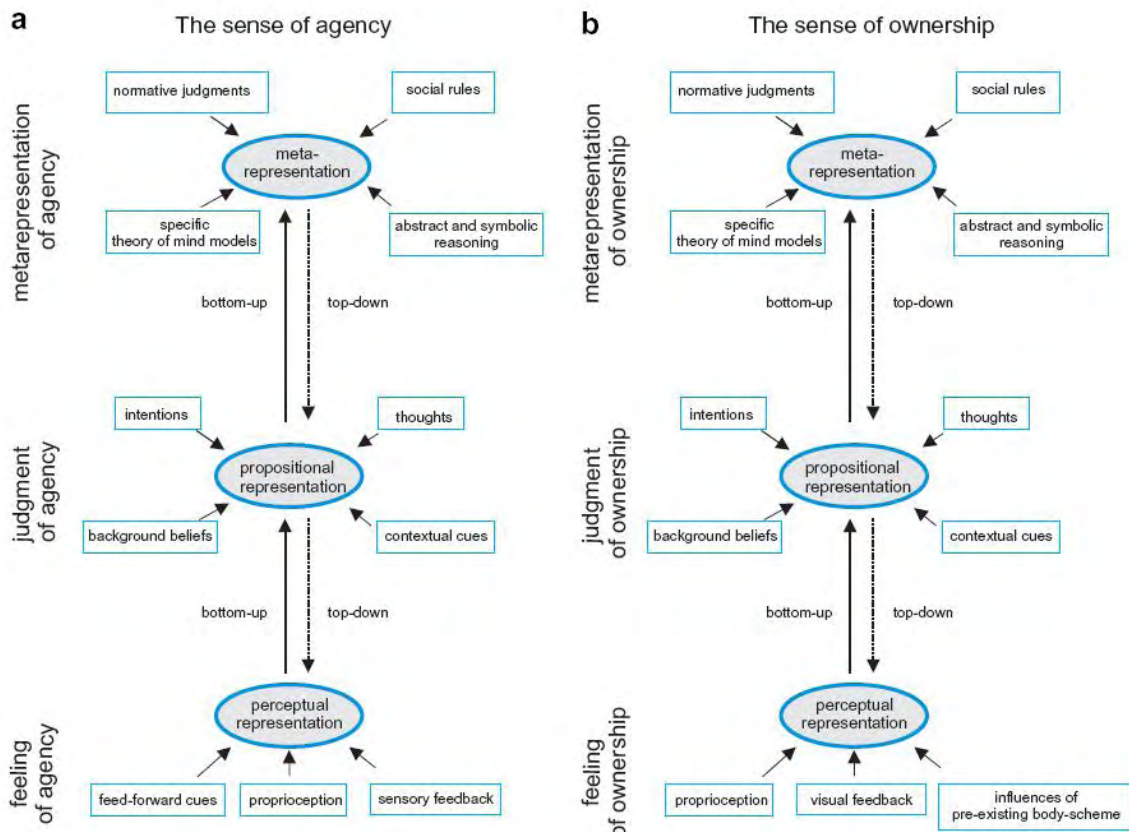 a
The sense of agency
metarepresentation
of agency
normative judgments
social rules
meta-
representation
specific
theory of mind models
abstract and symbolic
reasoning
bottom-up
top-down
judgment
of agency
intentions
thoughts
propositional
representation
background beliefs
contextual cues
bottom-up
top-down
feeling
of agency
perceptual
representation
feed-forward cues
proprioception
sensory feedback
b
The sense of ownership
metarepresentation
of ownership
normative judgments
social rules
meta-
representation
specific
theory of mind models
abstract and symbolic
reasoning
bottom-up
top-down
judgment
of ownership
intentions
thoughts
propositional
representation
background beliefs
contextual cues
bottom-up
top-down
feeling
of ownership
perceptual
representation
proprioception
visual feedback
influences of
pre-existing body-scheme